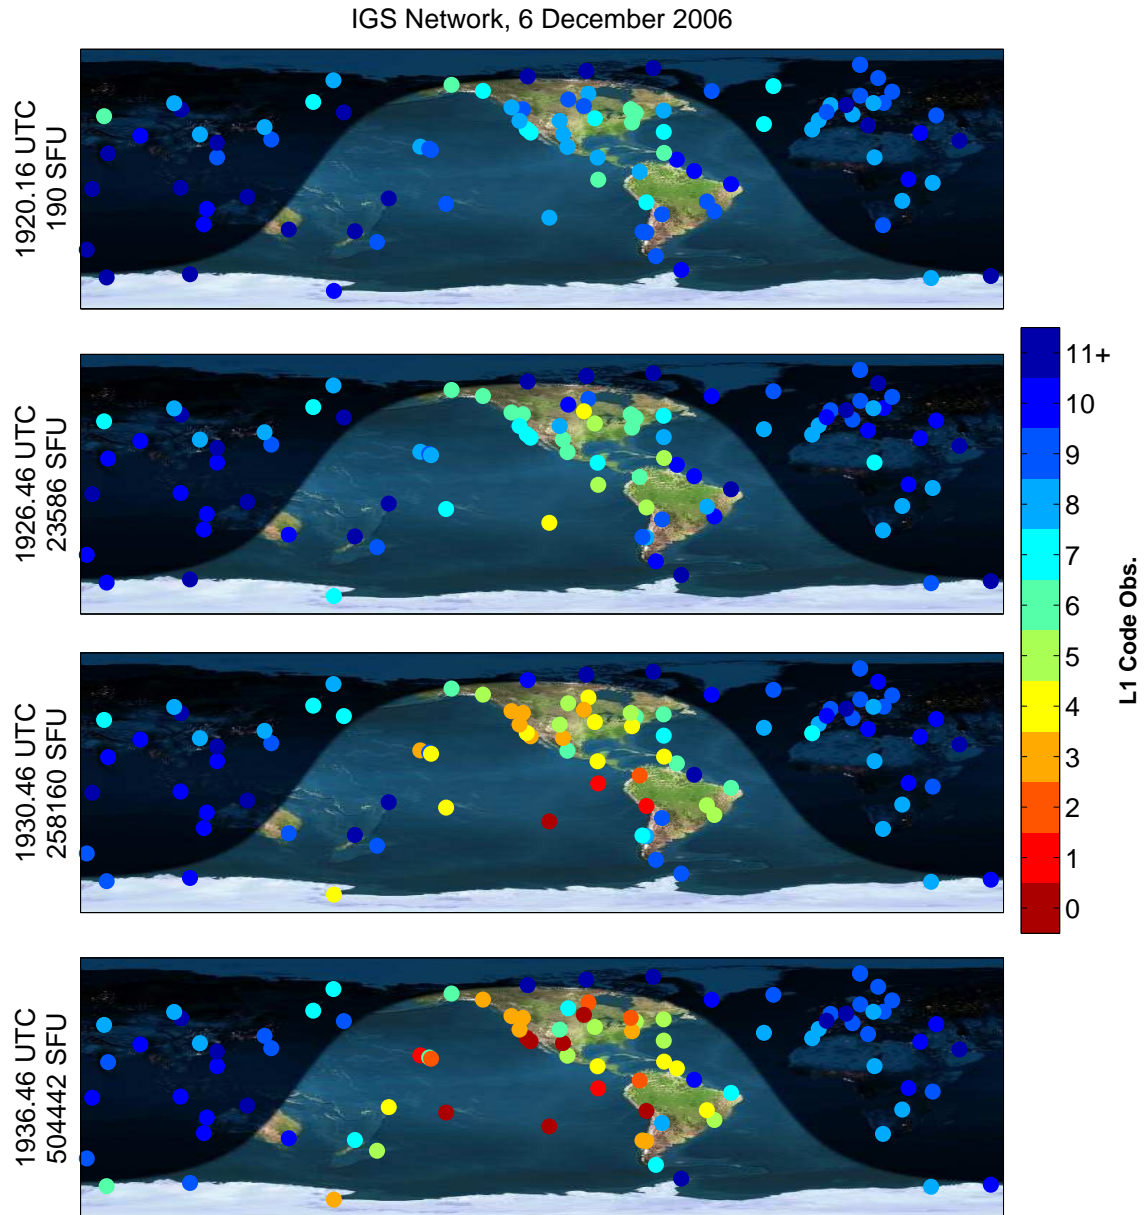 IGS Network, 6 December 2006
1920.16 UTC
190 SFU
1926.46 UTC
235586 SFU
1930.46 UTC
258160 SFU
1936.46 UTC
504442 SFU
11+
10
9
8
7
6
5
4
3
2
1
0
L1 Code Obs.